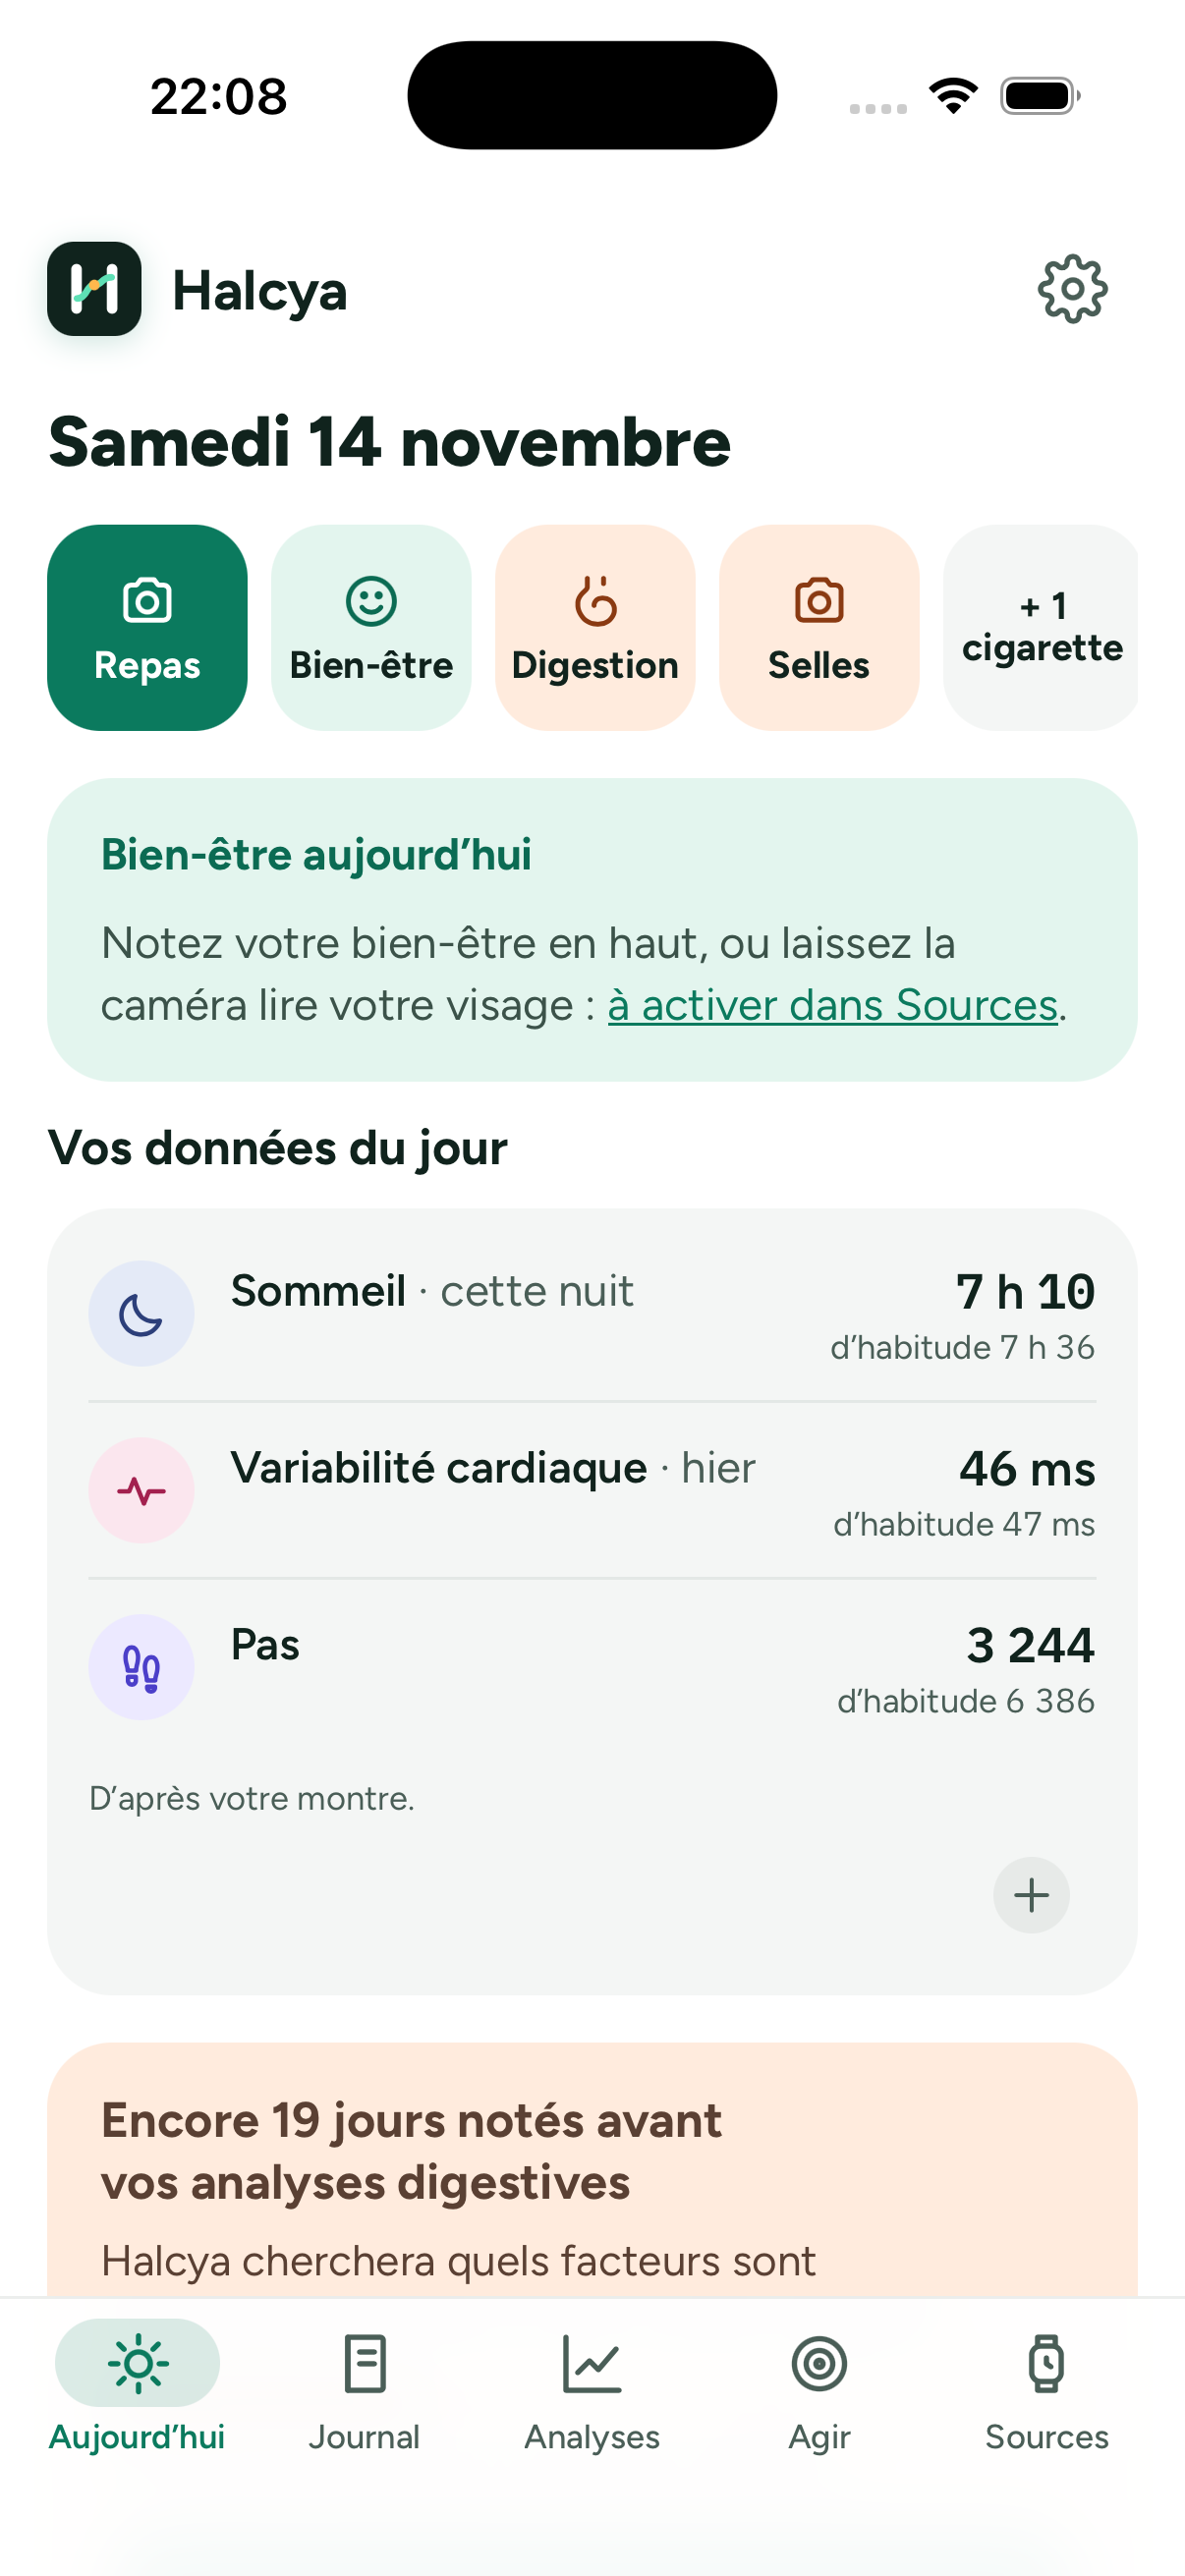 22:08
Halcya
Samedi 14 novembre
Repas
Bien-être
Digestion
Selles
+ 1
cigarette
Bien-être aujourd’hui
Notez votre bien-être en haut, ou laissez la
caméra lire votre visage : à activer dans Sources.
Vos données du jour
Sommeil · cette nuit
7 h 10
d’habitude 7 h 36
Variabilité cardiaque · hier
46 ms
d’habitude 47 ms
Pas
3 244
d’habitude 6 386
D’après votre montre.
Encore 19 jours notés avant
vos analyses digestives
Halcya cherchera quels facteurs sont
Aujourd’hui
Journal
Analyses
Agir
Sources